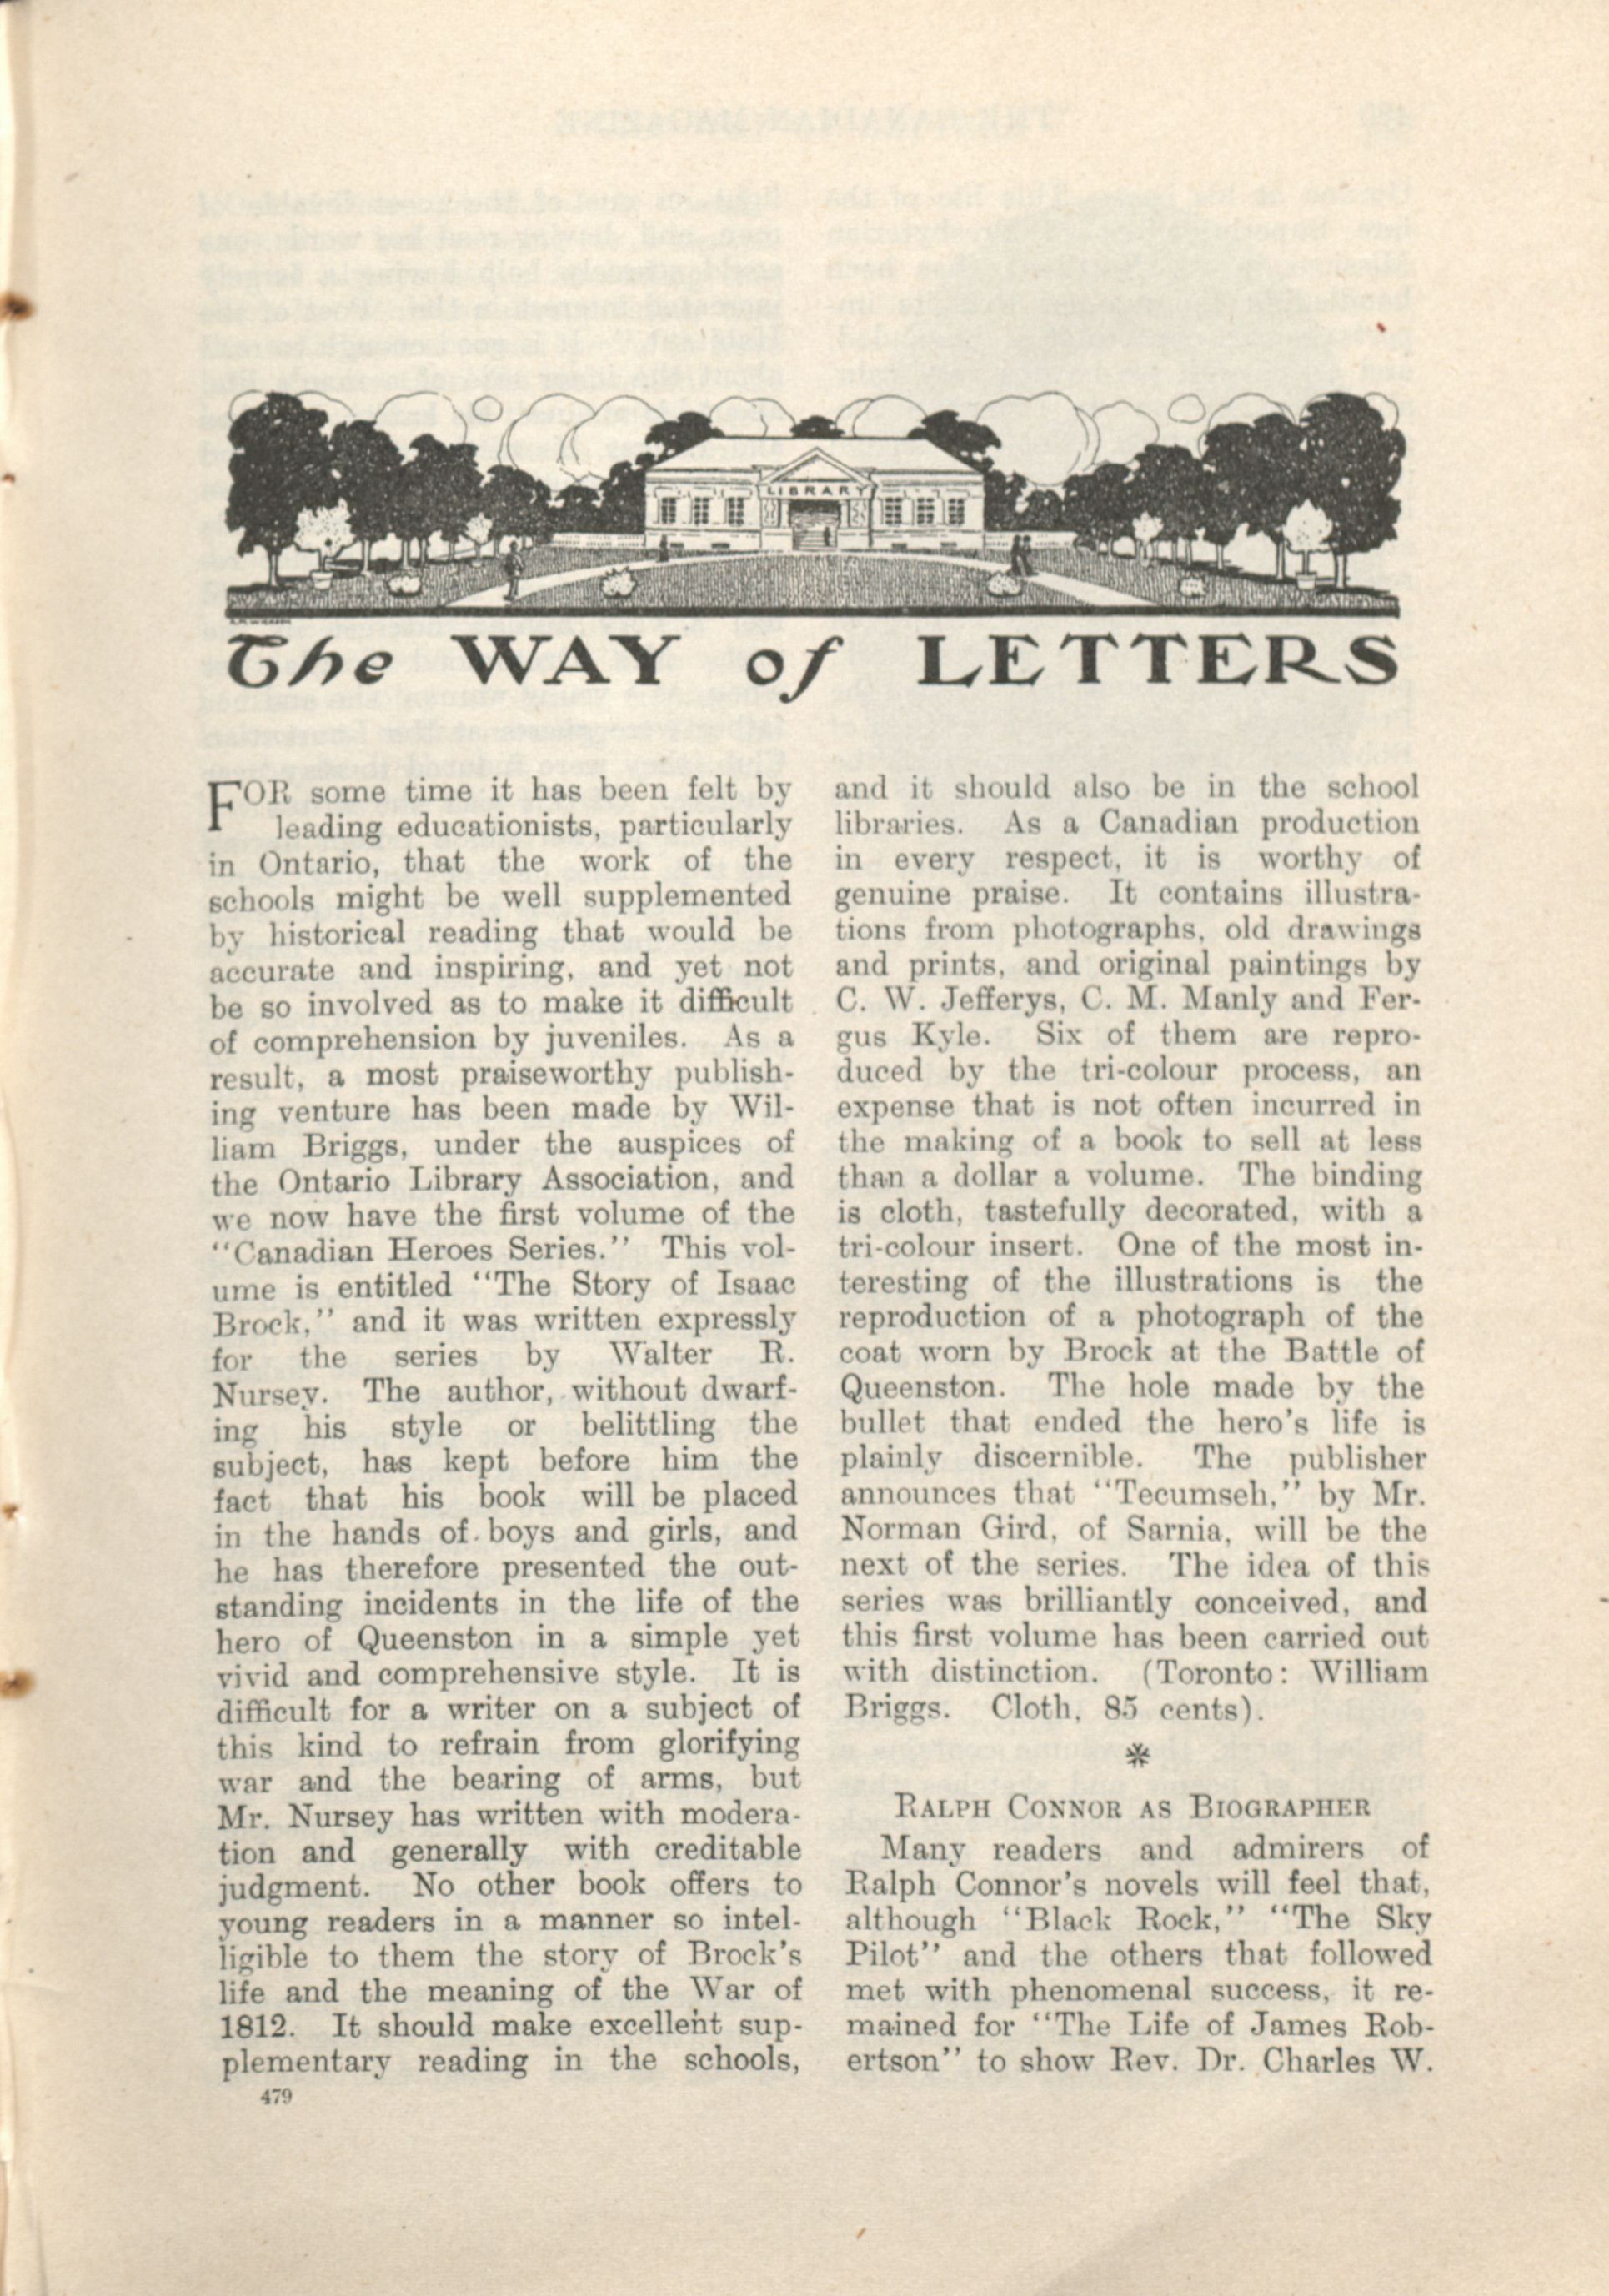 LIBRARY
The WAY of LETTERS
FOR some time it has been felt by
leading educationists, particularly
in Ontario, that the work of the
schools might be well supplemented
by historical reading that would be
accurate and inspiring, and yet not
be so involved as to make it difficult
of comprehension by juveniles. As a
result, a most praiseworthy publish-
ing venture has been made by Wil-
liam Briggs, under the auspices of
the Ontario Library Association, and
we now have the first volume of the
"Canadian Heroes Series." This vol-
ume is entitled "The Story of Isaac
Brock," and it was written expressly
for the series by Walter R.
Nursey. The author, without dwarf-
ing his style or belittling the
subject, has kept before him the
fact that his book will be placed
in the hands of boys and girls, and
he has therefore presented the out-
standing incidents in the life of the
hero of Queenston in a simple yet
vivid and comprehensive style. It is
difficult for a writer on a subject of
this kind to refrain from glorifying
war and the bearing of arms, but
Mr. Nursey has written with modera-
tion and generally with creditable
judgment. No other book offers to
young readers in a manner so intel-
ligible to them the story of Brock's
life and the meaning of the War of
1812. It should make excellent sup-
plementary reading in the schools,
479
and it should also be in the school
libraries. As a Canadian production
in every respect, it is worthy of
genuine praise. It contains illustra-
tions from photographs, old drawings
and prints, and original paintings by
C. W. Jefferys, C. M. Manly and Fer-
gus Kyle. Six of them are repro-
duced by the tri-colour process, an
expense that is not often incurred in
the making of a book to sell at less
than a dollar a volume. The binding
is cloth, tastefully decorated, with a
tri-colour insert. One of the most in-
teresting of the illustrations is the
reproduction of a photograph of the
coat worn by Brock at the Battle of
Queenston. The hole made by the
bullet that ended the hero's life is
plainly discernible. The publisher
announces that "Tecumseh," by Mr.
Norman Gird, of Sarnia, will be the
next of the series. The idea of this
series was brilliantly conceived, and
this first volume has been carried out
with distinction. (Toronto: William
Briggs. Cloth, 85 cents).
*
RALPH CONNOR AS BIOGRAPHER
Many readers and admirers of
Ralph Connor's novels will feel that,
although "Black Rock," "The Sky
Pilot" and the others that followed
met with phenomenal success, it re-
mained for "The Life of James Rob-
ertson" to show Rev. Dr. Charles W.